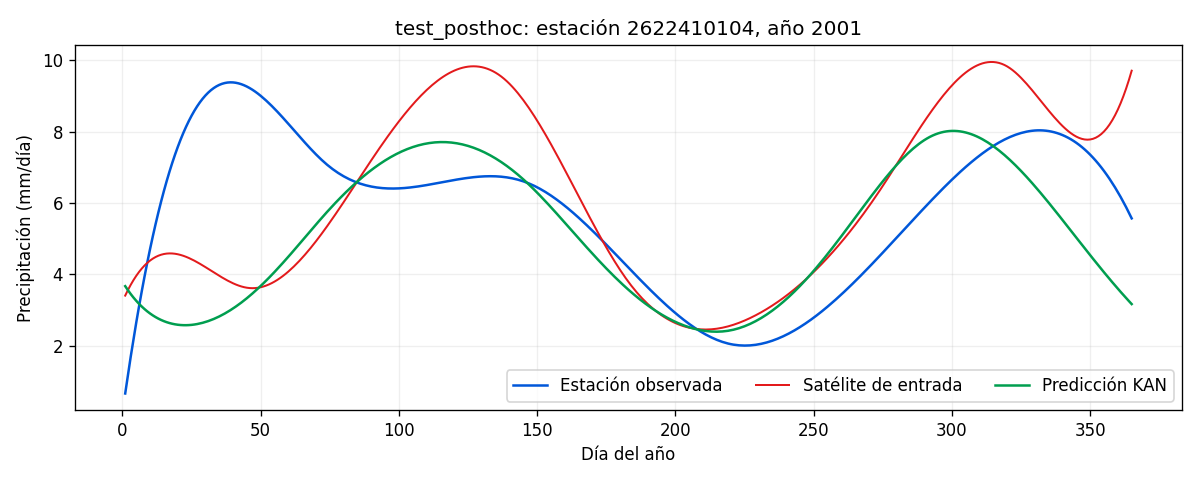 test_posthoc: estación 2622410104, año 2001
Precipitación (mm/día)
10
8
6
4
2
0 50 100 150 200 250 300 350
Día del año
Estación observada Satélite de entrada Predicción KAN